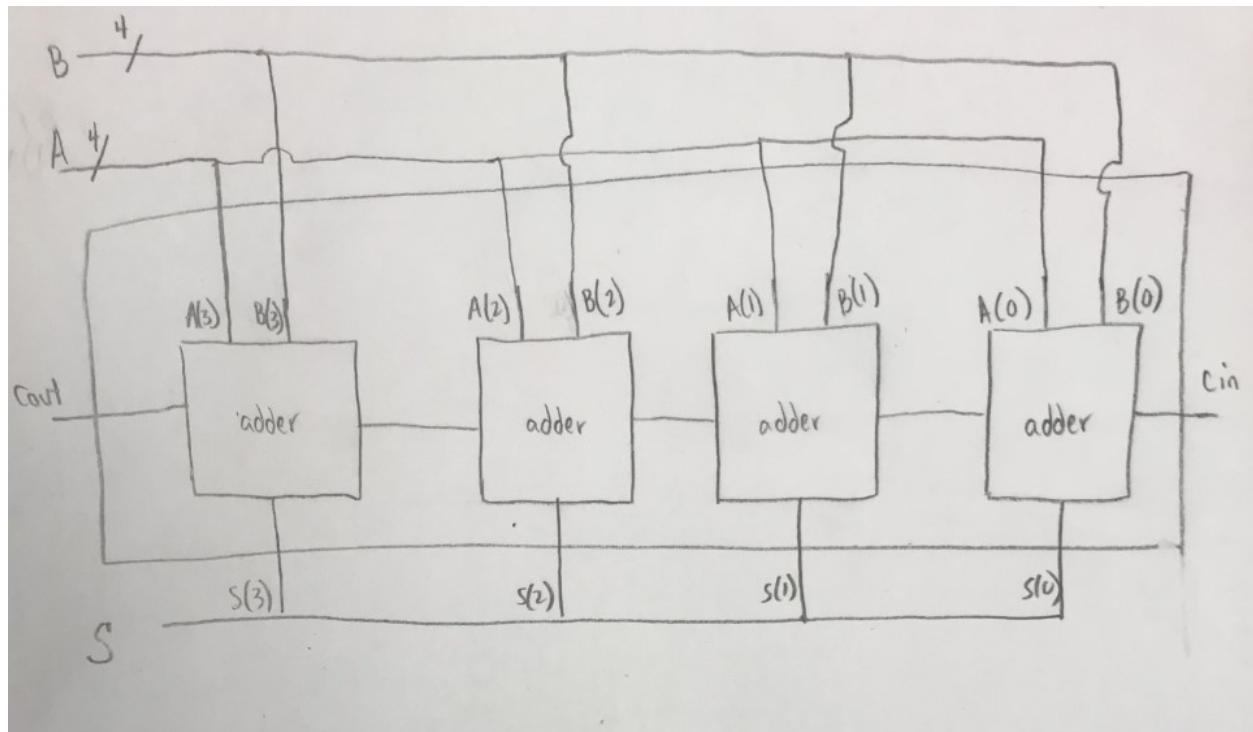 4
B
4
A
A(3) B(3) A(2) B(2) A(1) B(1) A(0) B(0)
Cout adder adder adder adder Cin
S(3) S(2) S(1) S(0)
S